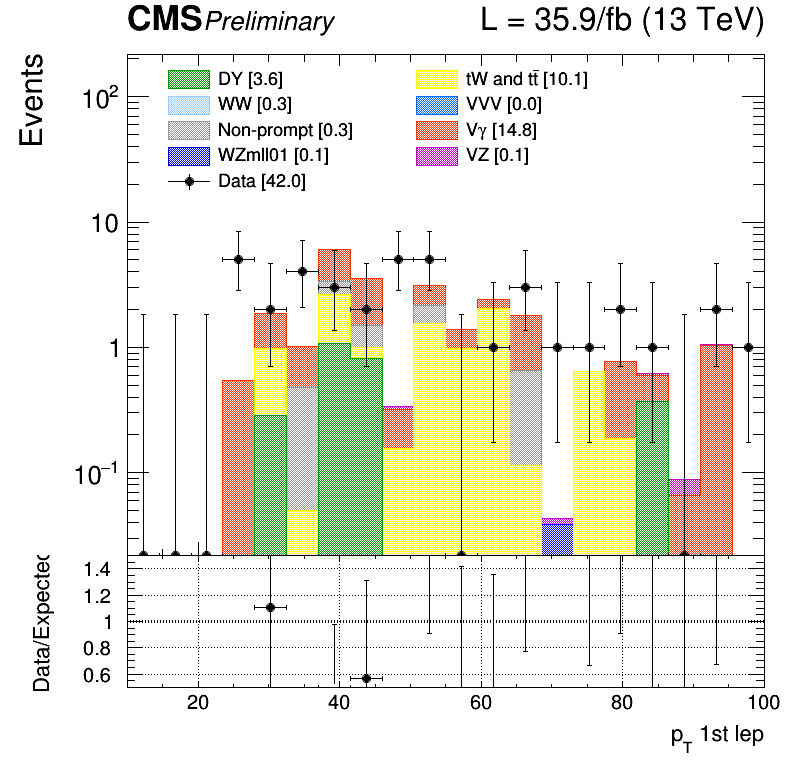 CMS Preliminary L = 35.9/fb (13 TeV)
Events
DY [3.6] tW and tt̄ [10.1]
WW [0.3] VVV [0.0]
Non-prompt [0.3] Vγ [14.8]
WZmll01 [0.1] VZ [0.1]
Data [42.0]
10²
10
1
10⁻¹
Data/Expected
1.4
1.2
1
0.8
0.6
20 40 60 80 100
p_T 1st lep